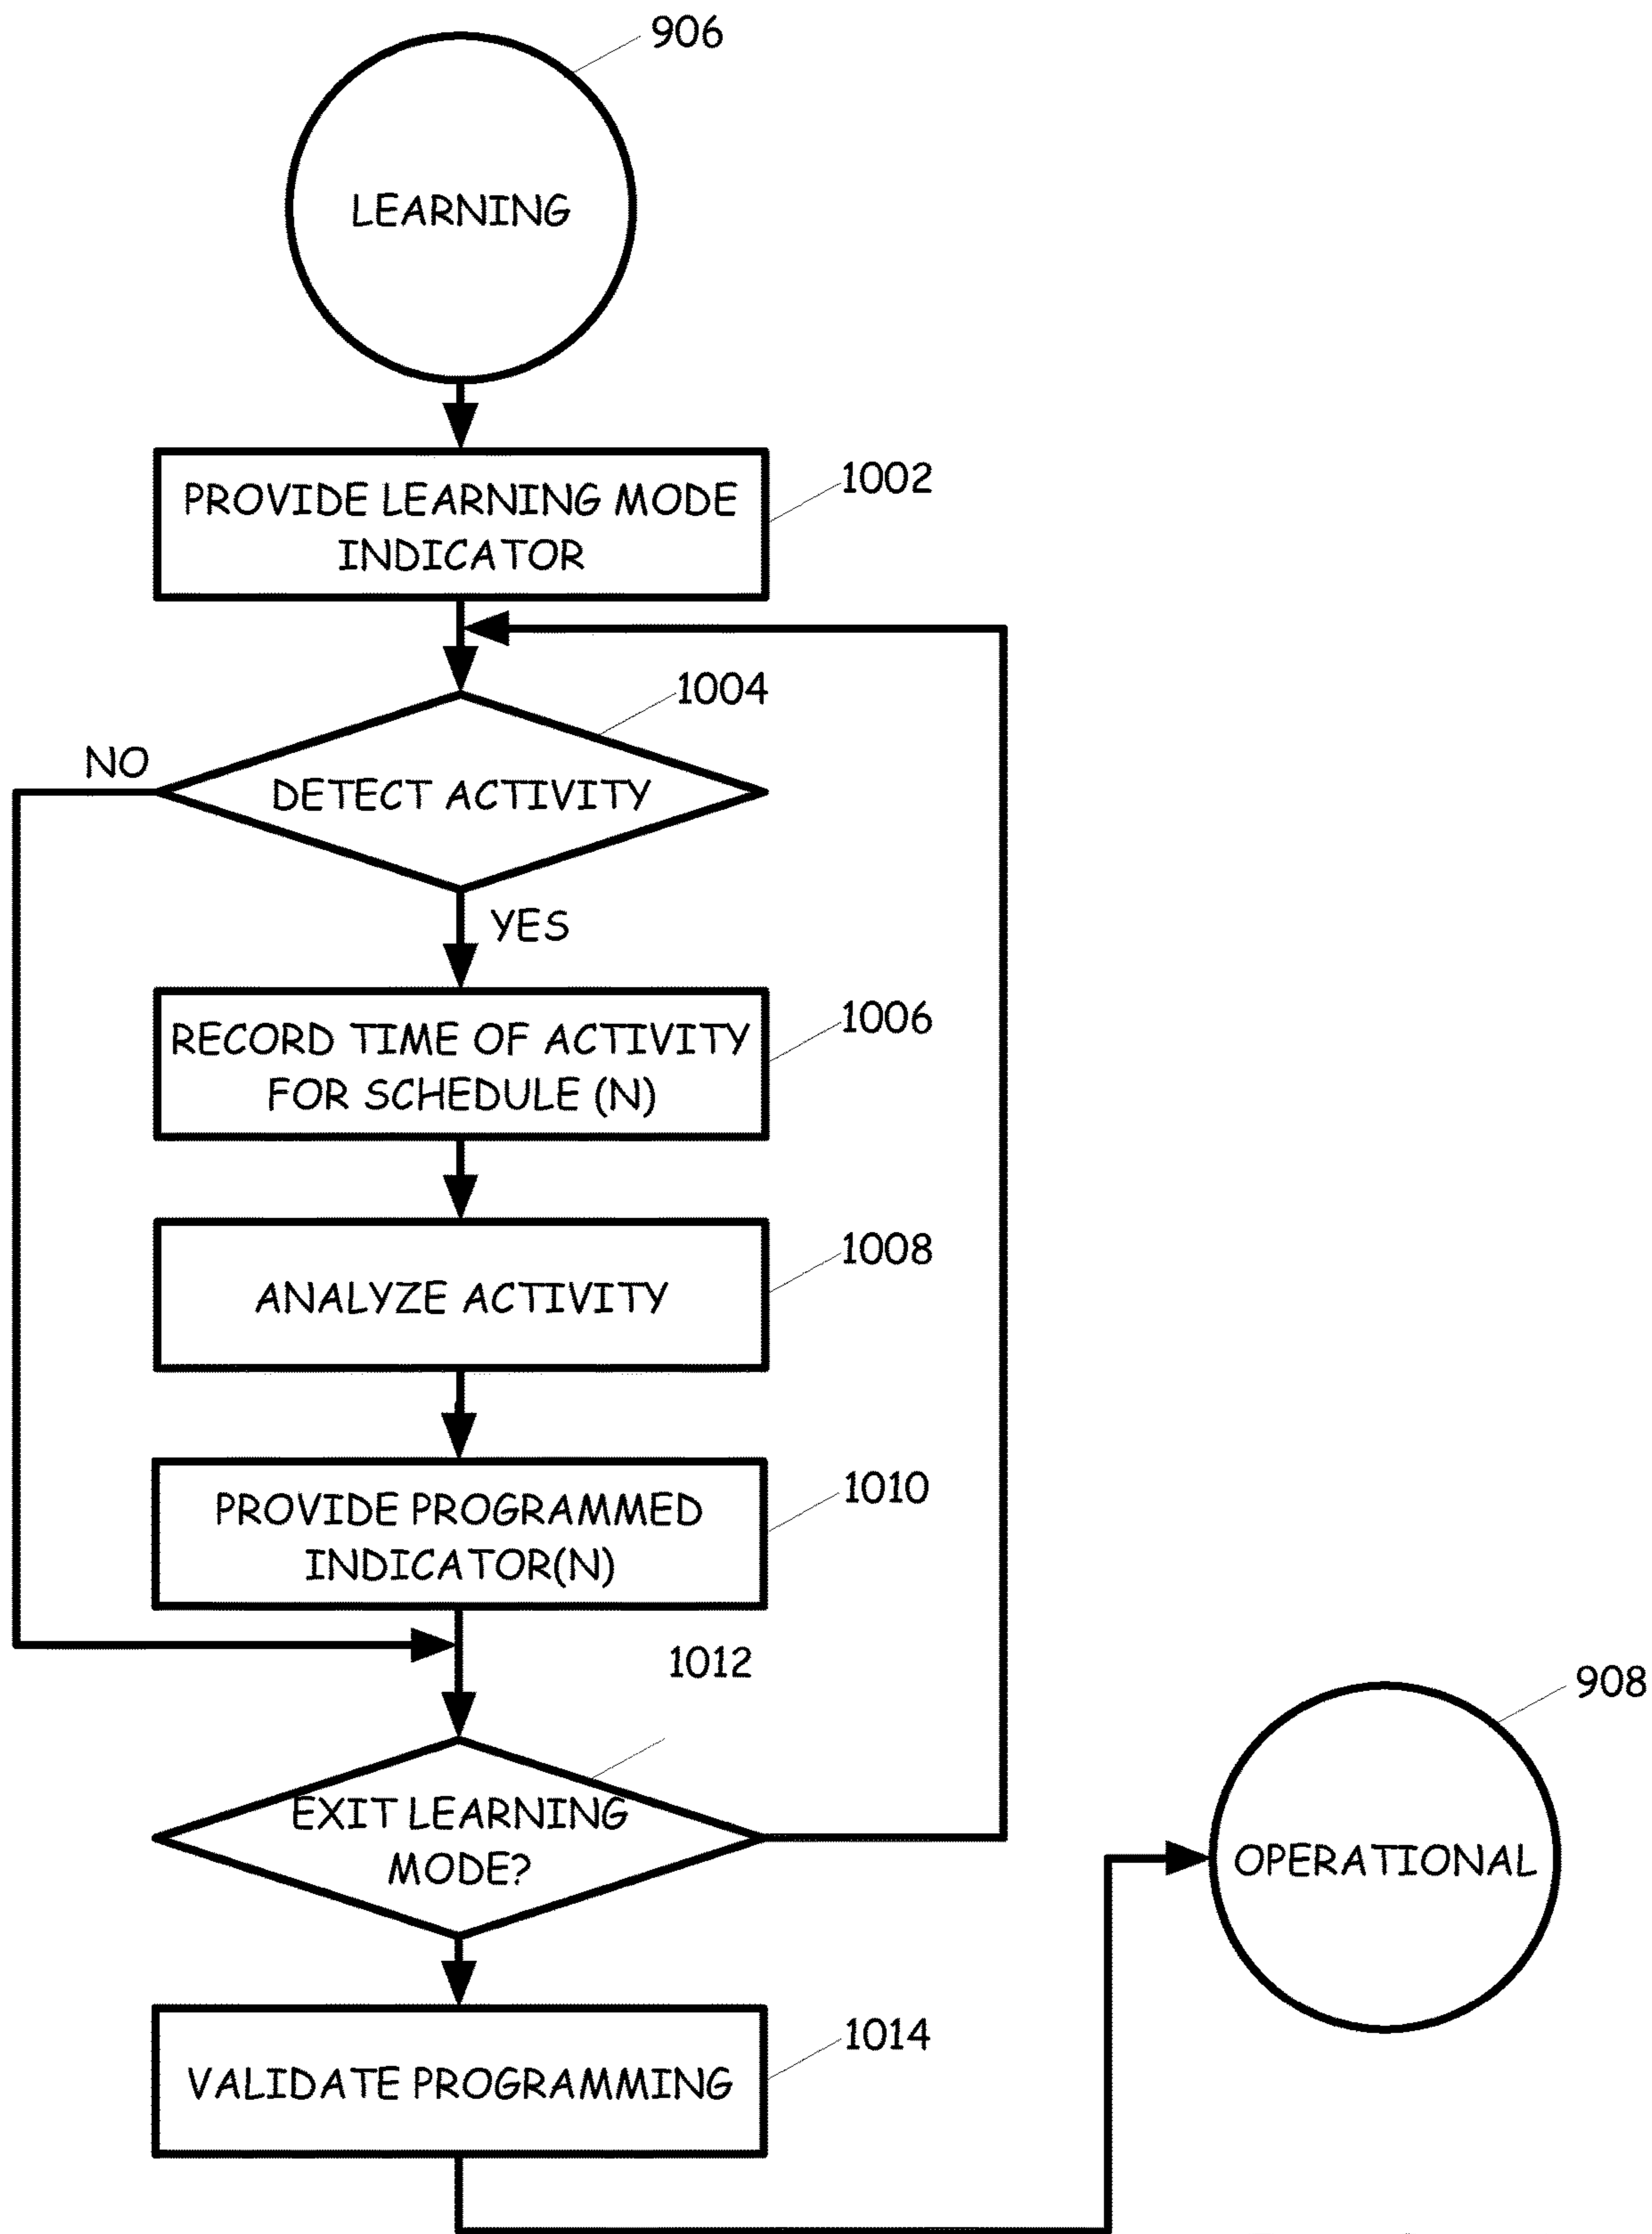 906
LEARNING
1002
PROVIDE LEARNING MODE
INDICATOR
1004
NO
DETECT ACTIVITY
YES
1006
RECORD TIME OF ACTIVITY
FOR SCHEDULE (N)
1008
ANALYZE ACTIVITY
1010
PROVIDE PROGRAMMED
INDICATOR(N)
1012
908
EXIT LEARNING
MODE?
OPERATIONAL
1014
VALIDATE PROGRAMMING